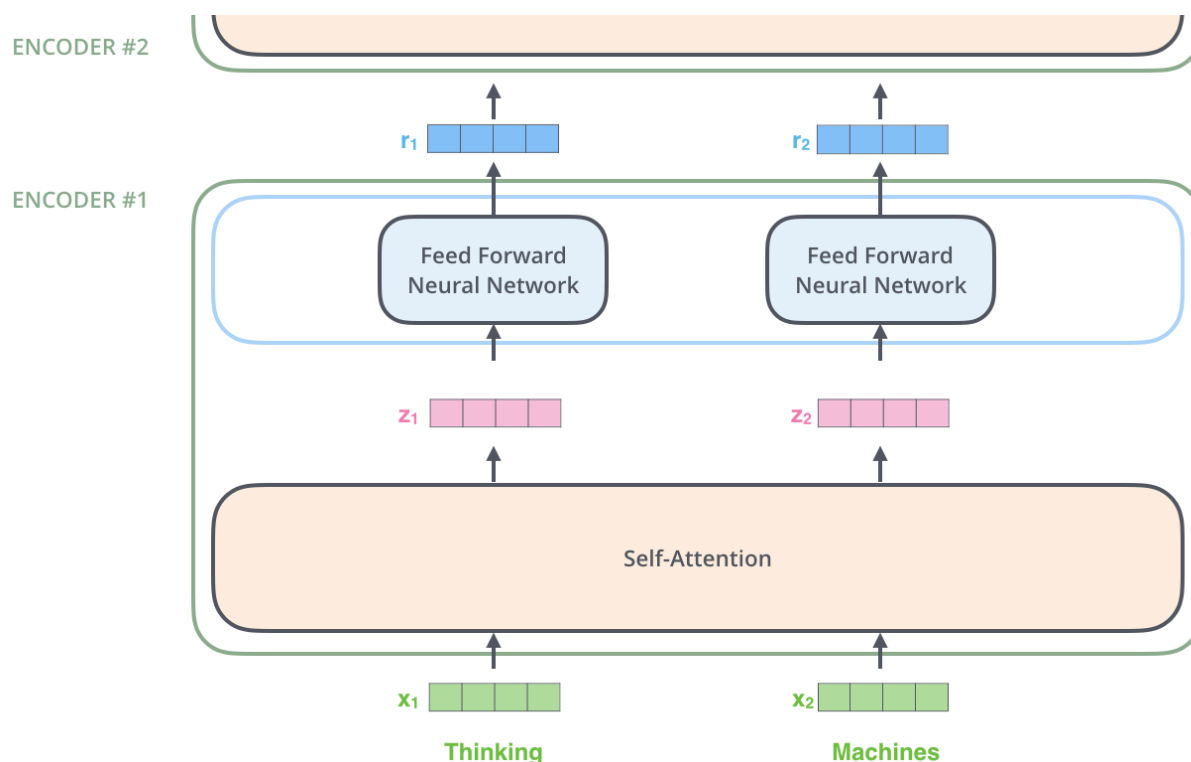 ENCODER #2
r₁
r₂
ENCODER #1
Feed Forward
Neural Network
Feed Forward
Neural Network
z₁
z₂
Self-Attention
x₁
x₂
Thinking
Machines